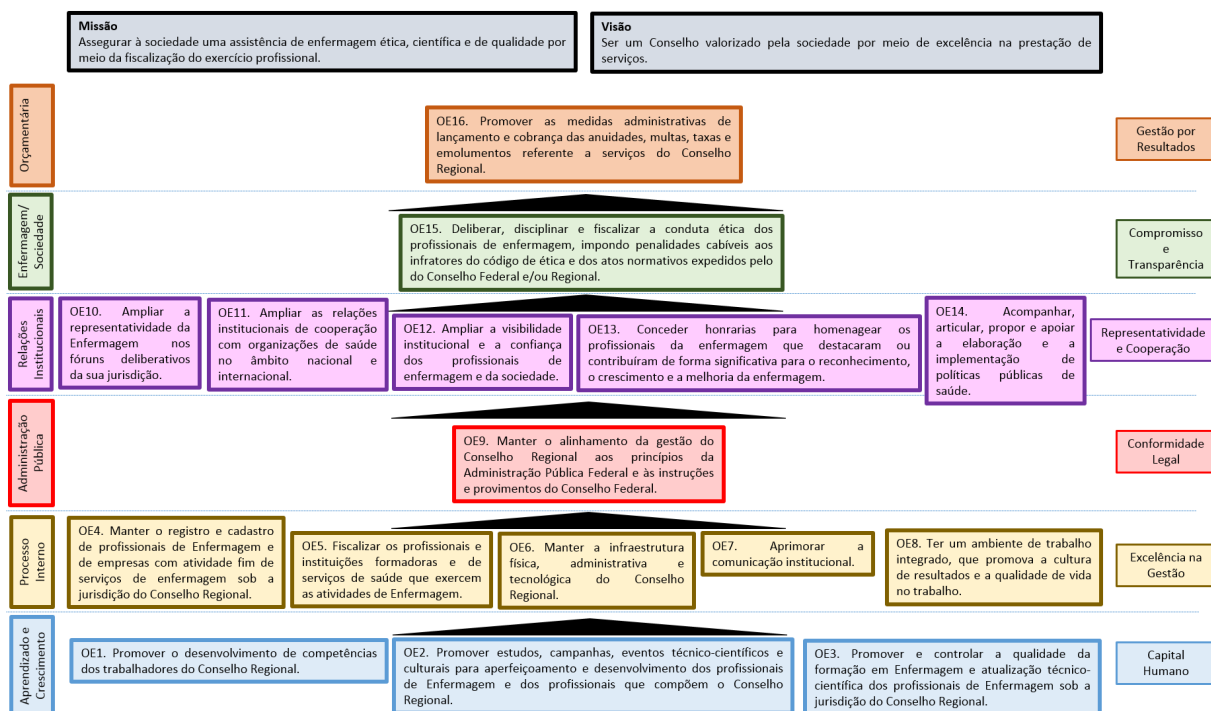 Missão
Assegurar à sociedade uma assistência de enfermagem ética, científica e de qualidade por
meio da fiscalização do exercício profissional.
Visão
Ser um Conselho valorizado pela sociedade por meio de excelência na prestação de
serviços.
Orçamentária
OE16. Promover as medidas administrativas de
lançamento e cobrança das anuidades, multas, taxas e
emolumentos referente a serviços do Conselho
Regional.
Gestão por
Resultados
Enfermagem/
Sociedade
OE15. Deliberar, disciplinar e fiscalizar a conduta ética dos
profissionais de enfermagem, impondo penalidades cabíveis aos
infratores do código de ética e dos atos normativos expedidos pelo
do Conselho Federal e/ou Regional.
Compromisso
e
Transparência
Relações
Institucionais
OE10. Ampliar a
representatividade da
Enfermagem nos
fóruns deliberativos
da sua jurisdição.
OE11. Ampliar as relações
institucionais de cooperação
com organizações de saúde
no âmbito nacional e
internacional.
OE12. Ampliar a visibilidade
institucional e a confiança
dos profissionais de
enfermagem e da sociedade.
OE13. Conceder honrarias para homenagear os
profissionais da enfermagem que destacaram ou
contribuíram de forma significativa para o reconhecimento,
o crescimento e a melhoria da enfermagem.
OE14. Acompanhar,
articular, propor e apoiar
a elaboração e a
implementação de
políticas públicas de
saúde.
Representatividade
e Cooperação
Administração
Pública
OE9. Manter o alinhamento da gestão do
Conselho Regional aos princípios da
Administração Pública Federal e às instruções
e provimentos do Conselho Federal.
Conformidade
Legal
Processo
Interno
OE4. Manter o registro e cadastro
de profissionais de Enfermagem e
de empresas com atividade fim de
de serviços de enfermagem sob a
jurisdição do Conselho Regional.
OE5. Fiscalizar os profissionais e
instituições formadoras e de
serviços de saúde que exercem
as atividades de Enfermagem.
OE6. Manter a infraestrutura
física, administrativa e
tecnológica do Conselho
Regional.
OE7. Aprimorar a
comunicação institucional.
OE8. Ter um ambiente de trabalho
integrado, que promova a cultura
de resultados e a qualidade de vida
no trabalho.
Excelência na
Gestão
Aprendizado e
Crescimento
OE1. Promover o desenvolvimento de competências
dos trabalhadores do Conselho Regional.
OE2. Promover estudos, campanhas, eventos técnico-científicos e
culturais para aperfeiçoamento e desenvolvimento dos profissionais
de Enfermagem e dos profissionais que compõem o Conselho
Regional.
OE3. Promover e controlar a qualidade da
formação em Enfermagem e atualização técnico-
científica dos profissionais de Enfermagem sob a
jurisdição do Conselho Regional.
Capital
Humano